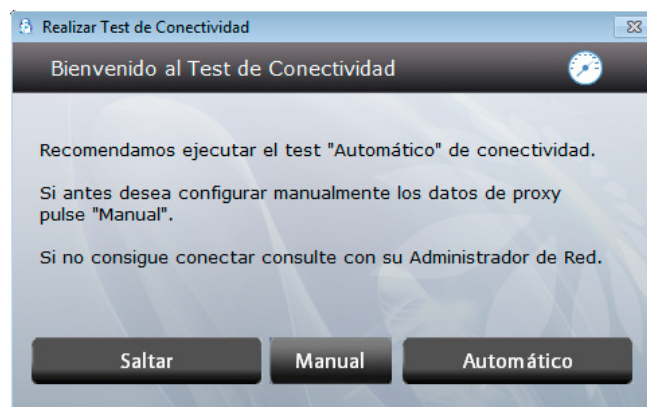 Realizar Test de Conectividad
Bienvenido al Test de Conectividad
Recomendamos ejecutar el test "Automático" de conectividad.
Si antes desea configurar manualmente los datos de proxy
pulse "Manual".
Si no consigue conectar consulte con su Administrador de Red.
Saltar Manual Automático